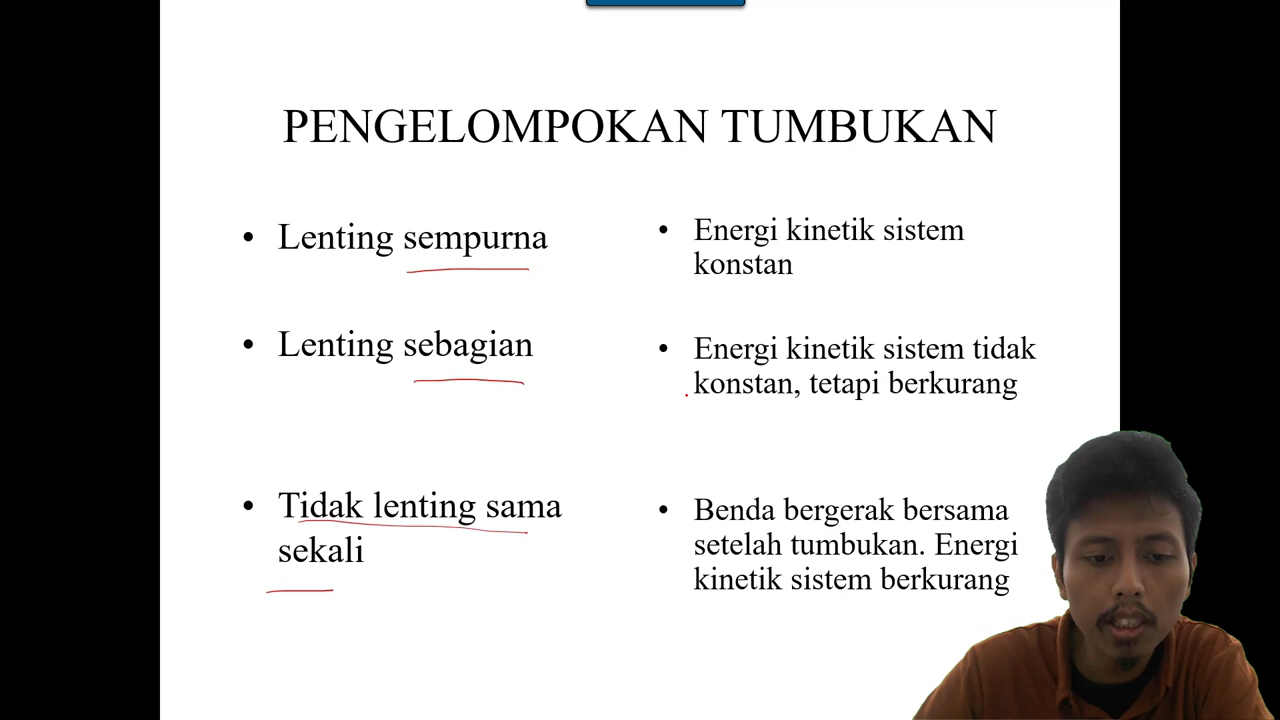 PENGELOMPOKAN TUMBUKAN
• Lenting sempurna
• Energi kinetik sistem
konstan
• Lenting sebagian
• Energi kinetik sistem tidak
konstan, tetapi berkurang
• Tidak lenting sama
sekali
• Benda bergerak bersama
setelah tumbukan. Energi
kinetik sistem berkurang